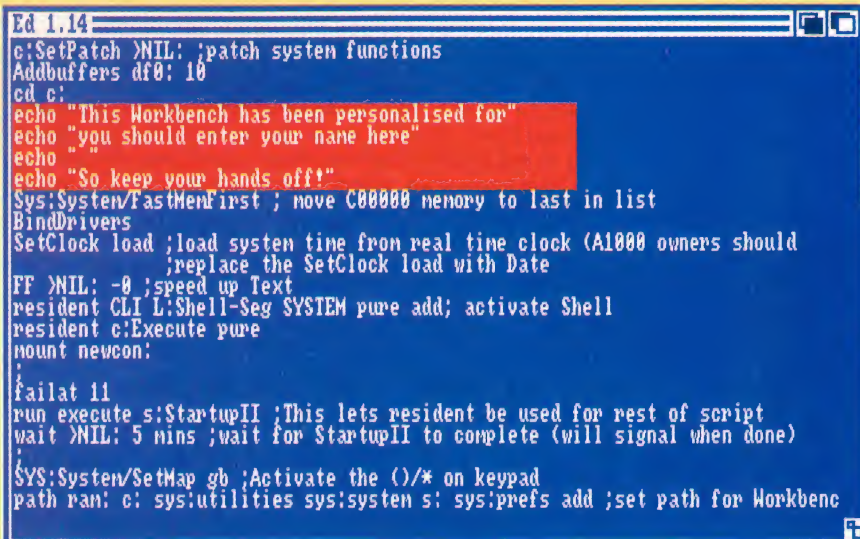 Ed 1.14
c:SetPatch >NIL: ;patch system functions
Addbuffers df0: 10
cd c:
echo "This Workbench has been personalised for"
echo "you should enter your name here"
echo " "
echo "So keep your hands off!"
Sys:System/FastMemFirst ; move C00000 memory to last in list
BindDrivers
SetClock load ;load system time from real time clock (A1000 owners should
;replace the SetClock load with Date
FF >NIL: -0 ;speed up Text
resident CLI L:Shell-Seg SYSTEM pure add; activate Shell
resident c:Execute pure
mount newcon:
;
failat 11
run execute s:StartupII ;This lets resident be used for rest of script
wait >NIL: 5 mins ;wait for StartupII to complete (will signal when done)
;
SYS:System/SetMap gb ;Activate the ()/* on keypad
path ram: c: sys:utilities sys:system s: sys:prefs add ;set path for Workbenc